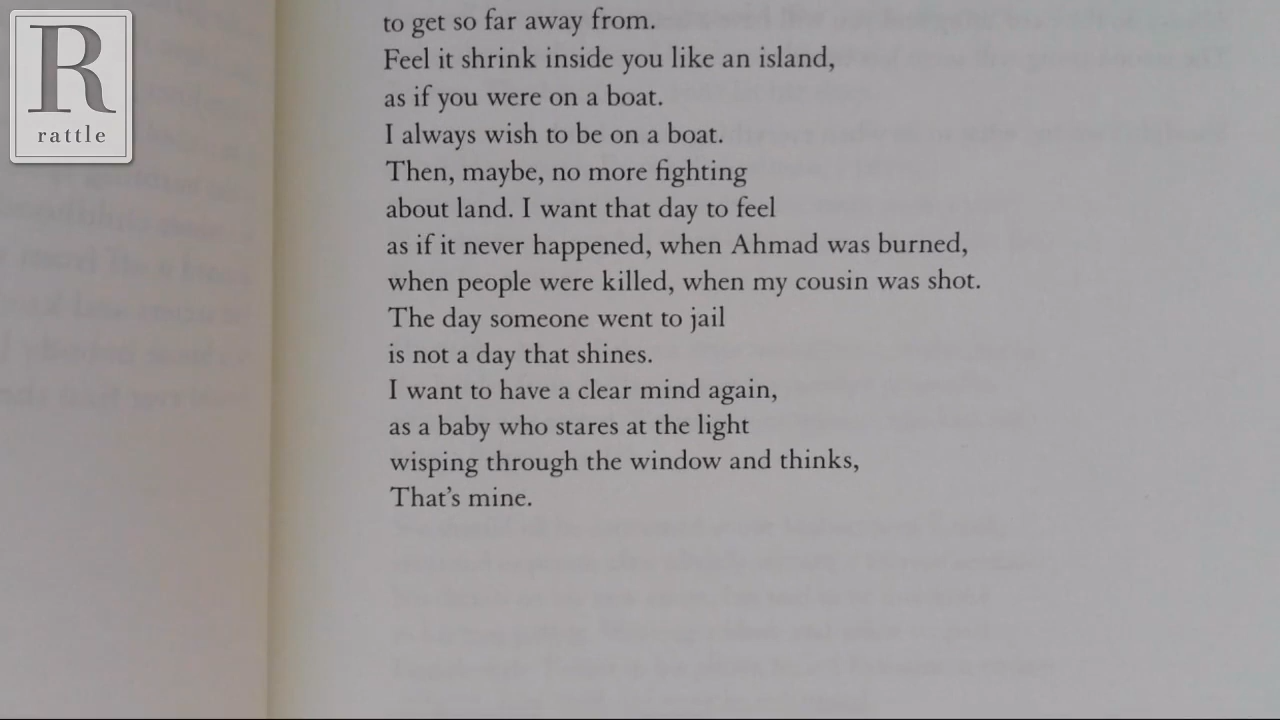 R
rattle
to get so far away from.
Feel it shrink inside you like an island,
as if you were on a boat.
I always wish to be on a boat.
Then, maybe, no more fighting
about land. I want that day to feel
as if it never happened, when Ahmad was burned,
when people were killed, when my cousin was shot.
The day someone went to jail
is not a day that shines.
I want to have a clear mind again,
as a baby who stares at the light
wisping through the window and thinks,
That's mine.